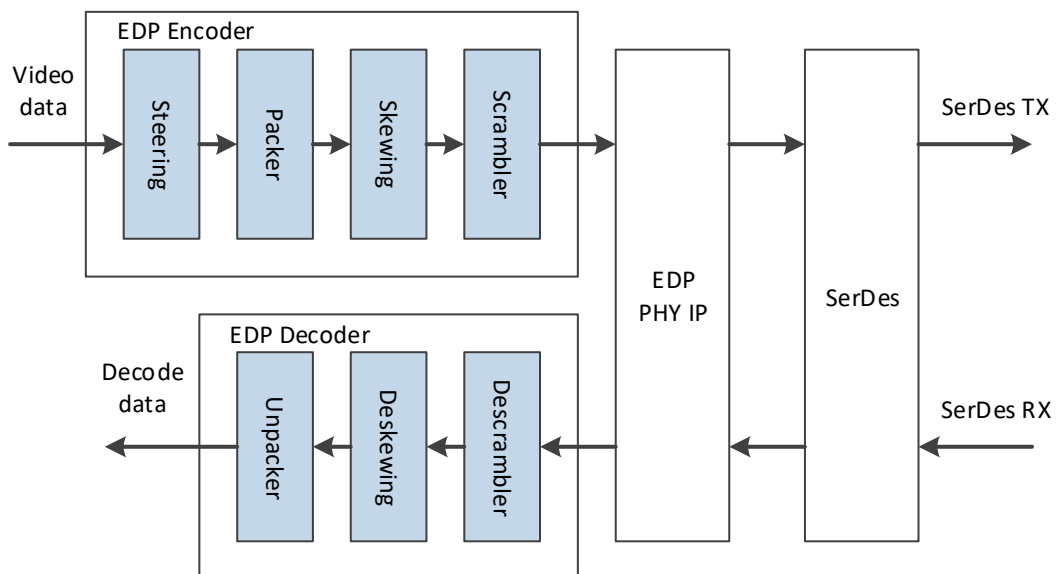 EDP Encoder
Video
data
Steering
Packer
Skewing
Scrambler
SerDes TX
EDP
PHY IP
SerDes
EDP Decoder
Decode
data
Unpacker
Deskewing
Descrambler
SerDes RX